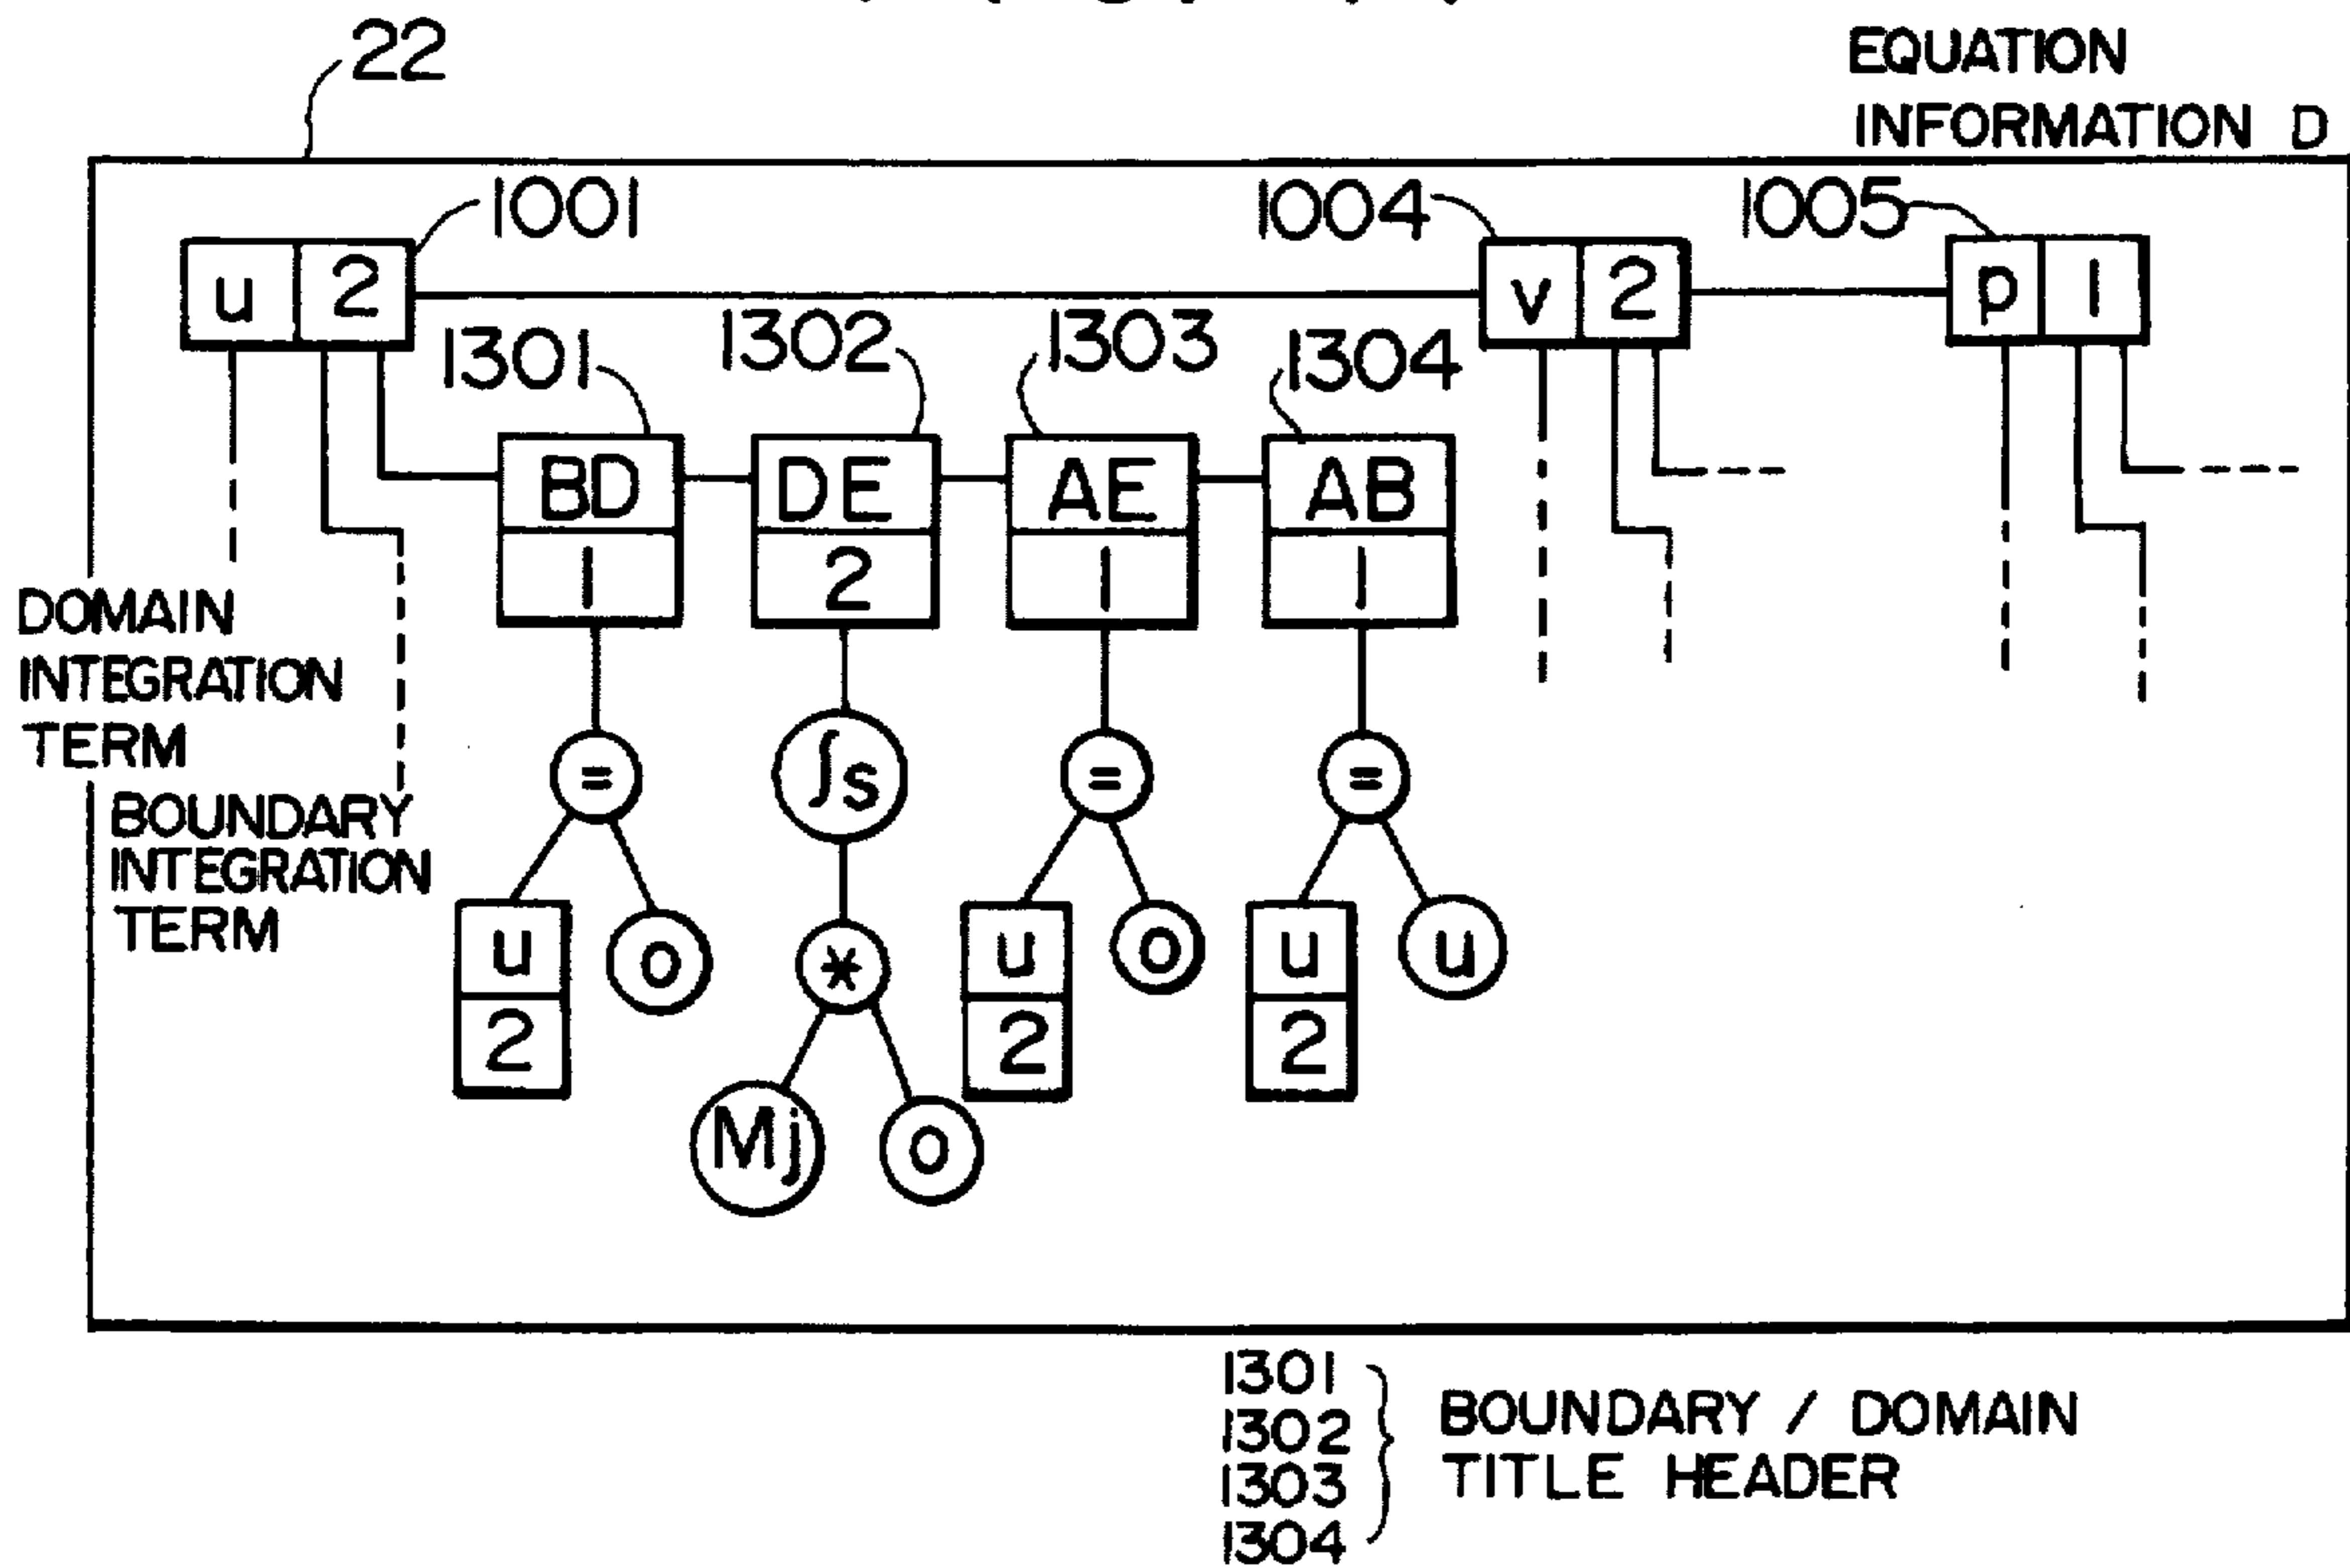 22
EQUATION
INFORMATION D
1001
1004
1005
u 2
v 2
p 1
1301
1302
1303
1304
BD
DE
AE
AB
1
2
1
1
DOMAIN
INTEGRATION
TERM
BOUNDARY
INTEGRATION
TERM
=
∫s
=
=
u
2
o
*
u
2
o
u
2
u
Mj
o
1301
1302
1303
1304
BOUNDARY / DOMAIN
TITLE HEADER